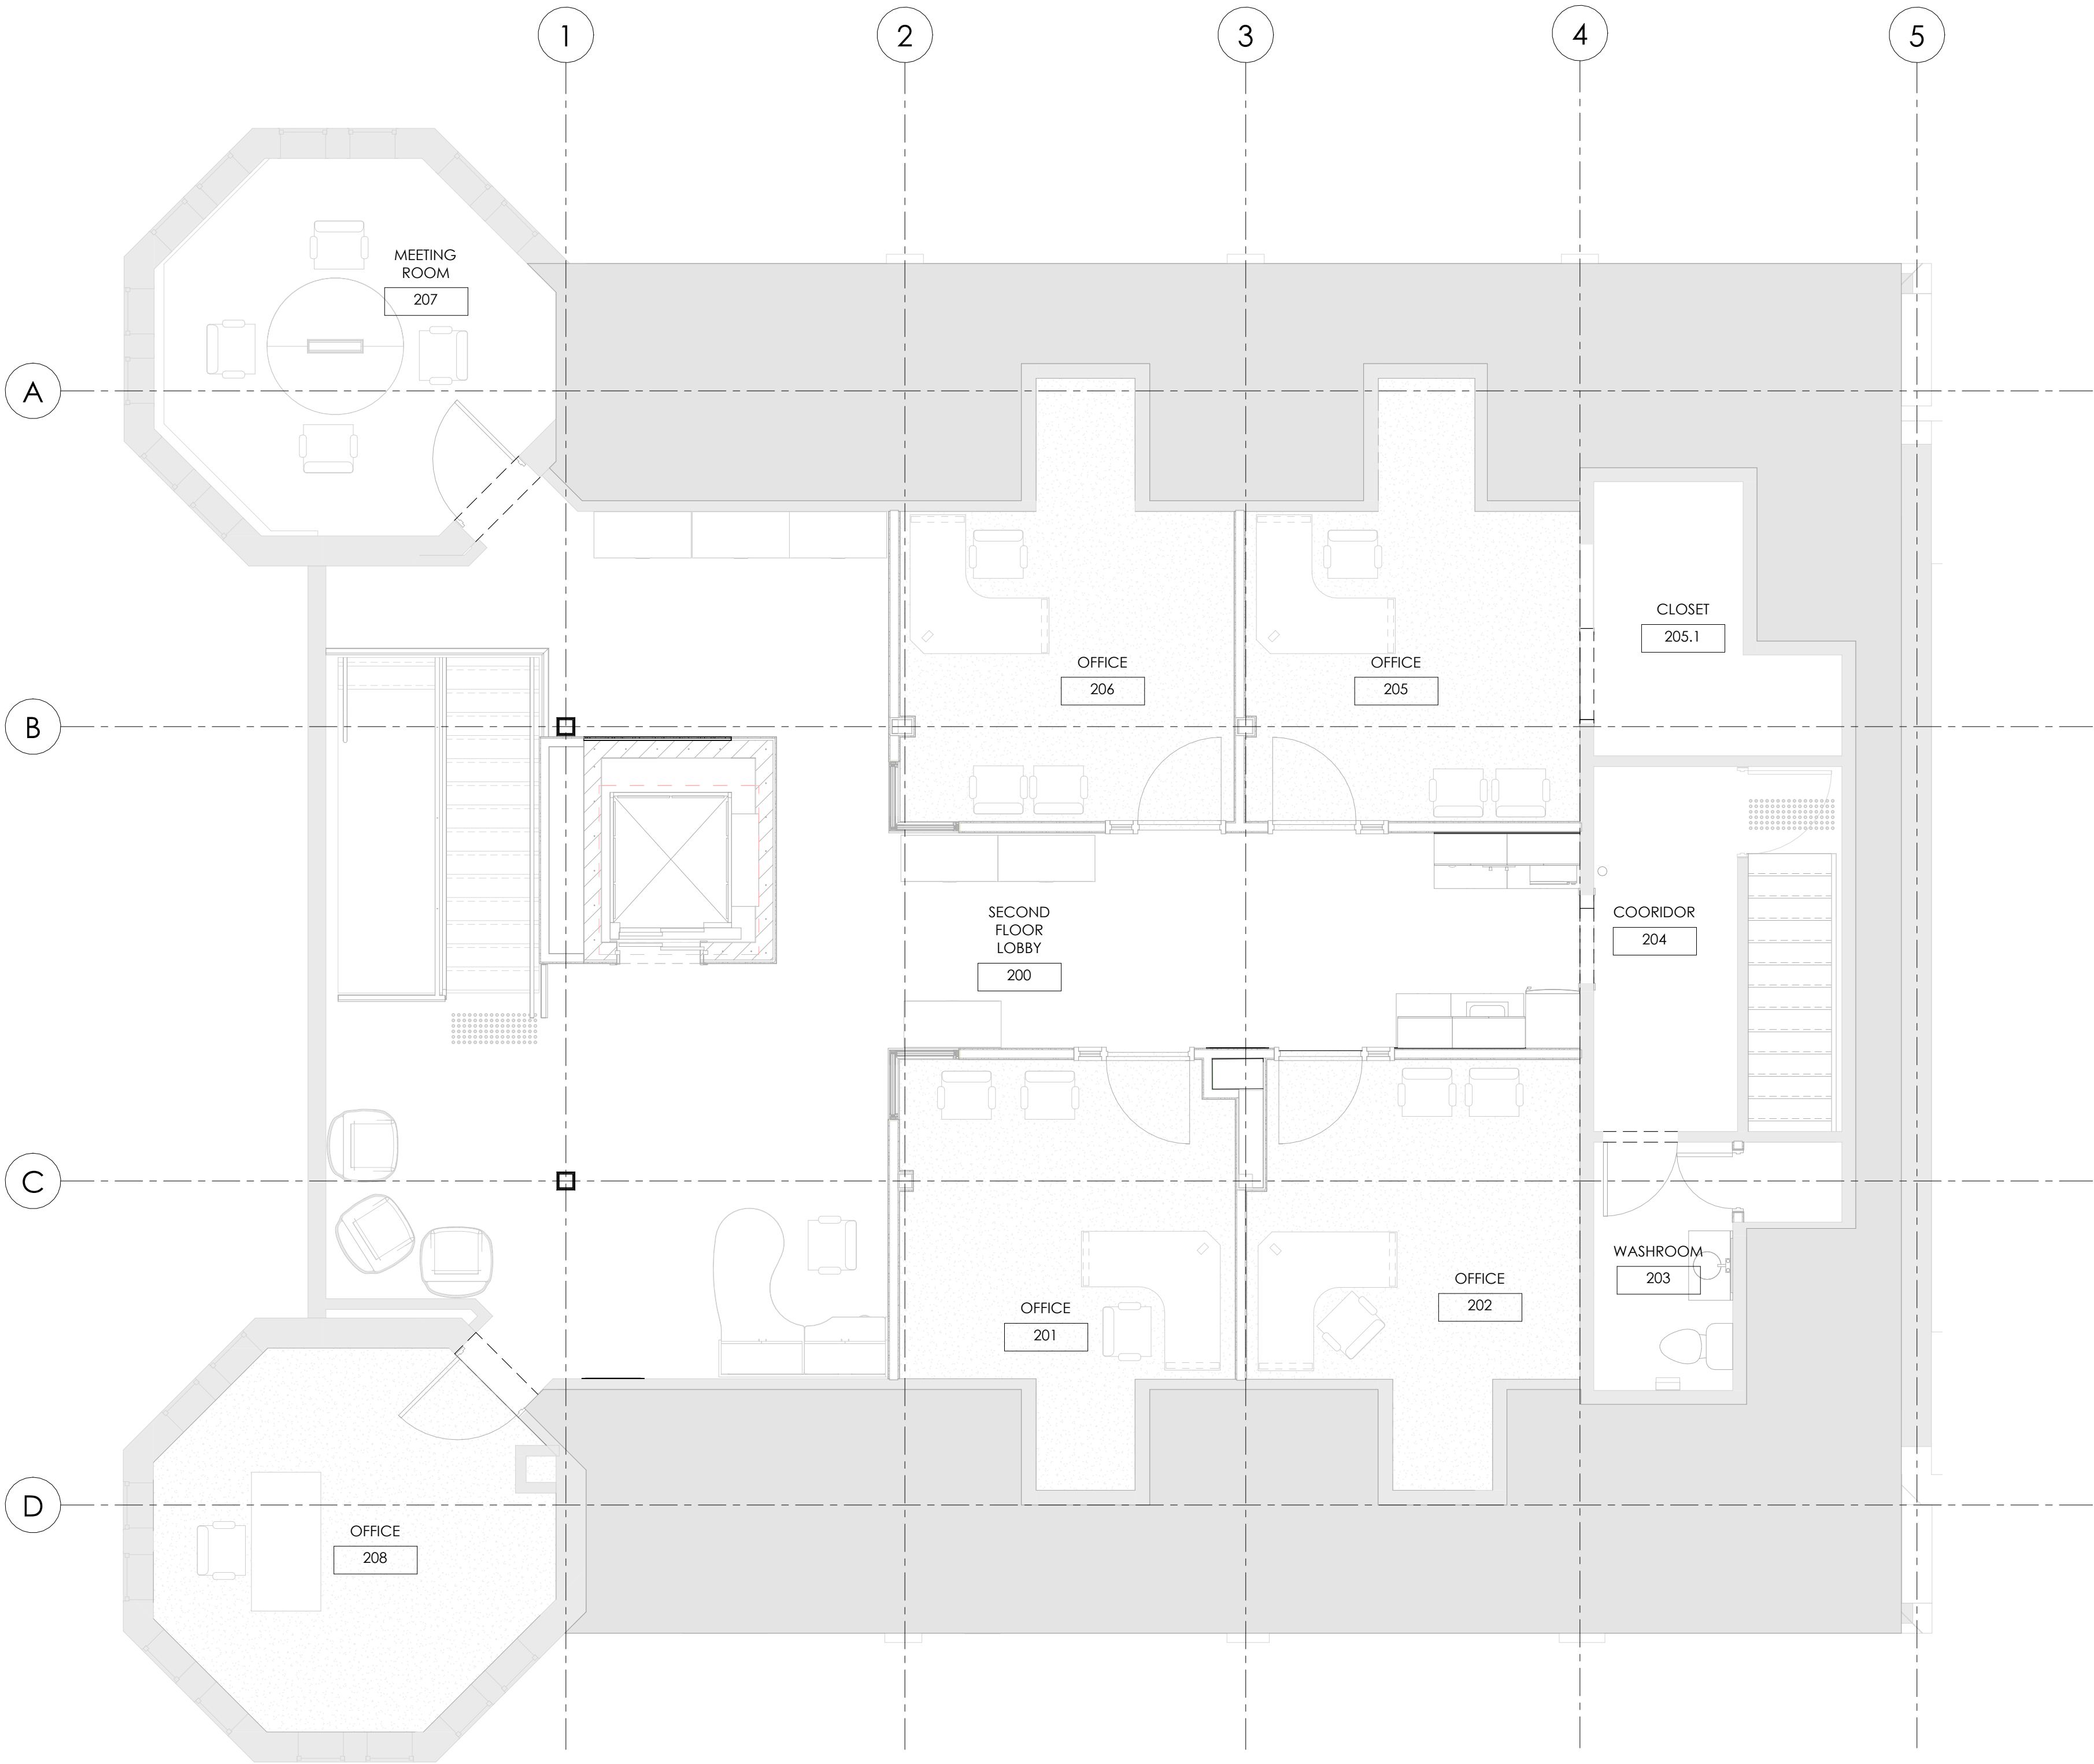 1
2
3
4
5
MEETING
ROOM
207
A
CLOSET
205.1
OFFICE
206
OFFICE
205
B
SECOND
FLOOR
LOBBY
200
COORIDOR
204
C
WASHROOM
203
OFFICE
202
OFFICE
201
D
OFFICE
208